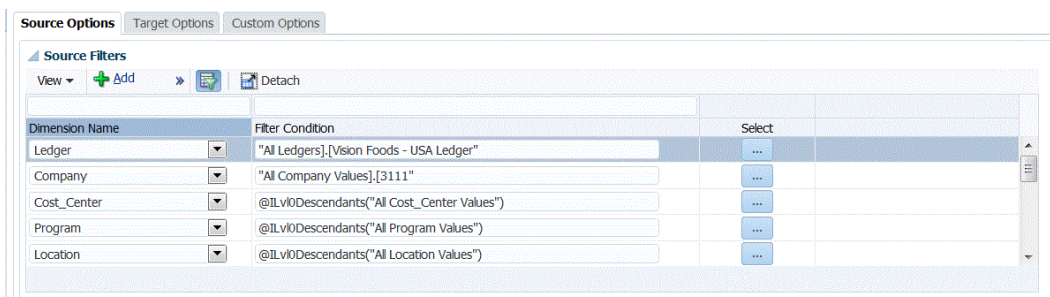 Source Options Target Options Custom Options
Source Filters
View Add » Detach
Dimension Name Filter Condition Select
Ledger "All Ledgers].[Vision Foods - USA Ledger" ...
Company "All Company Values].[3111" ...
Cost_Center @ILvl0Descendants("All Cost_Center Values") ...
Program @ILvl0Descendants("All Program Values") ...
Location @ILvl0Descendants("All Location Values") ...